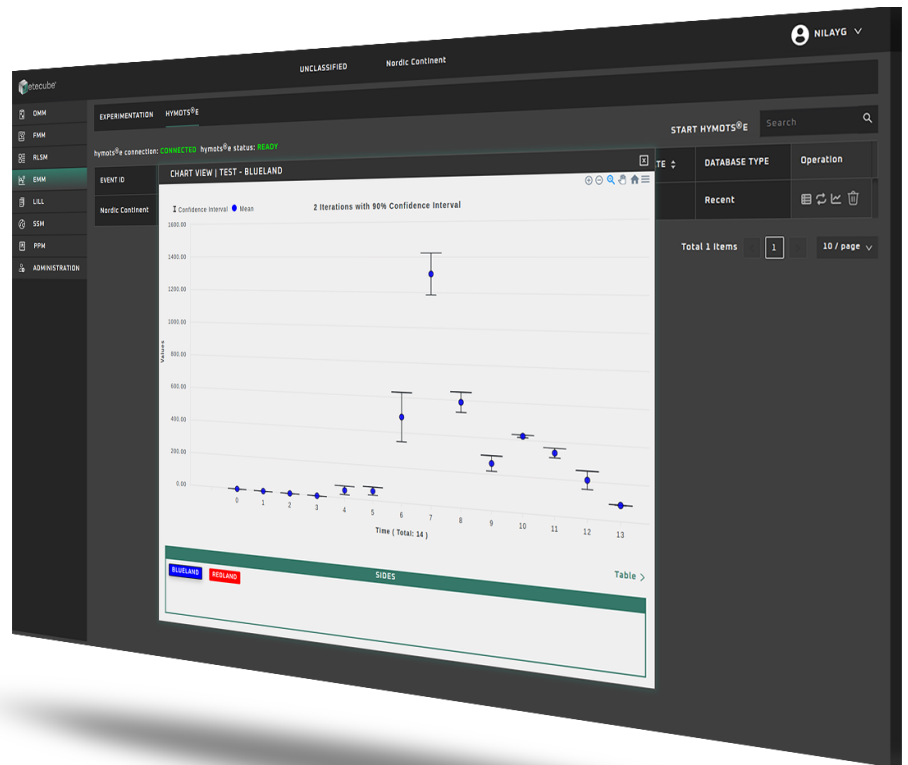 NILAYG
UNCLASSIFIED
Nordic Continent
etecube
OMM
FMM
RLSM
EMM
LILL
SSM
PPM
ADMINISTRATION
EXPERIMENTATION
HYMOTS®E
START HYMOTS®E
Search
hymots®e connection: CONNECTED hymots®e status: READY
EVENT ID
TE
DATABASE TYPE
Operation
Nordic Continent
Recent
Total 1 Items
1
10 / page
CHART VIEW | TEST - BLUELAND
x
Confidence Interval
Mean
2 Iterations with 90% Confidence Interval
Values
1600.00
1400.00
1200.00
1000.00
800.00
600.00
400.00
200.00
0.00
0 1 2 3 4 5 6 7 8 9 10 11 12 13
Time ( Total: 14 )
Table >
SIDES
BLUELAND
REDLAND